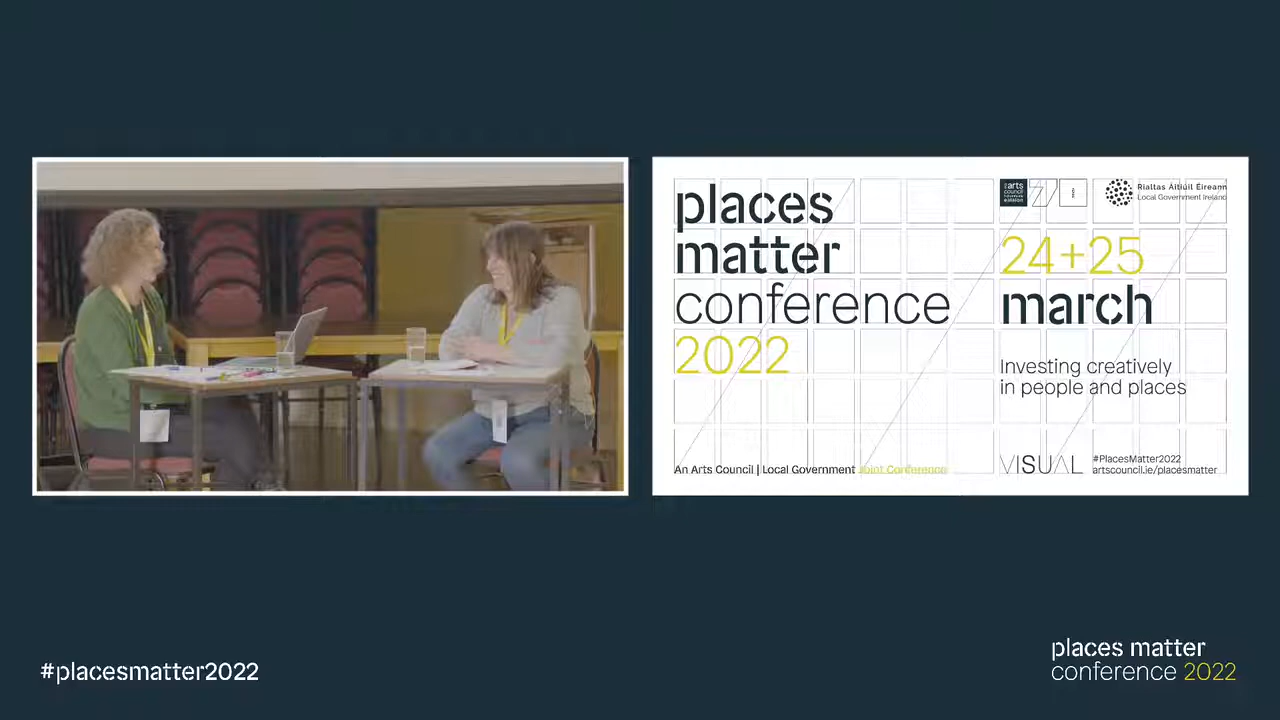 places
matter
conference
2022
Rialtas Áitiúil Éireann
Local Government Ireland
24+25
march
Investing creatively
in people and places
An Arts Council | Local Government Joint Conference
VISUAL
#PlacesMatter2022
artscouncil.ie/placesmatter
#placesmatter2022
places matter
conference 2022